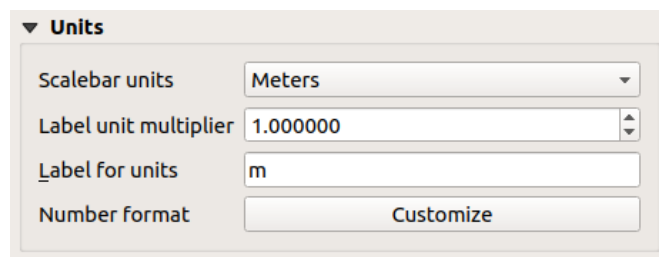 Units
Scalebar units Meters
Label unit multiplier 1.000000
Label for units m
Number format Customize